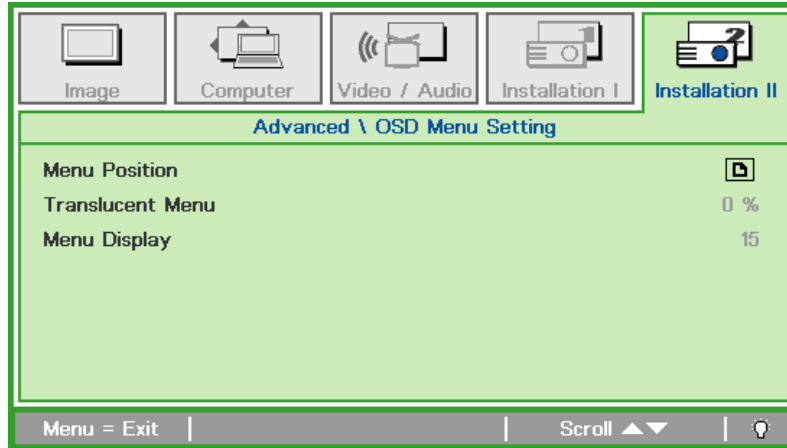 Image
Computer
Video / Audio
Installation I
2
Installation II
Advanced \ OSD Menu Setting
Menu Position
Translucent Menu 0 %
Menu Display 15
Menu = Exit | | Scroll ▲▼ |